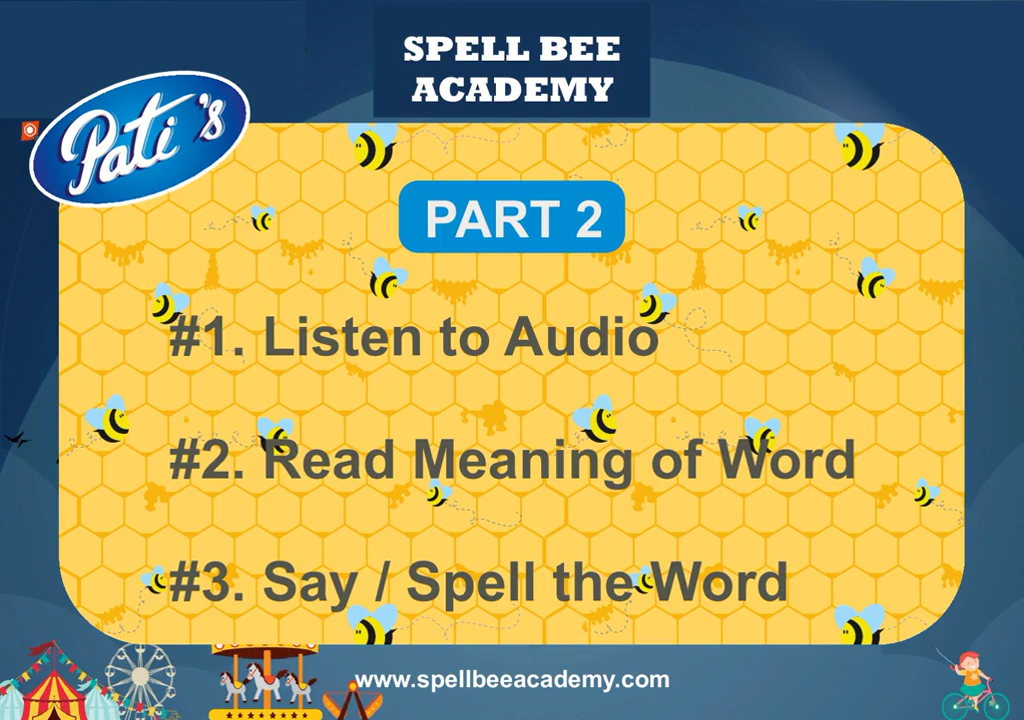 SPELL BEE
ACADEMY
Pati's
PART 2
#1. Listen to Audio
#2. Read Meaning of Word
#3. Say / Spell the Word
www.spellbeeacademy.com